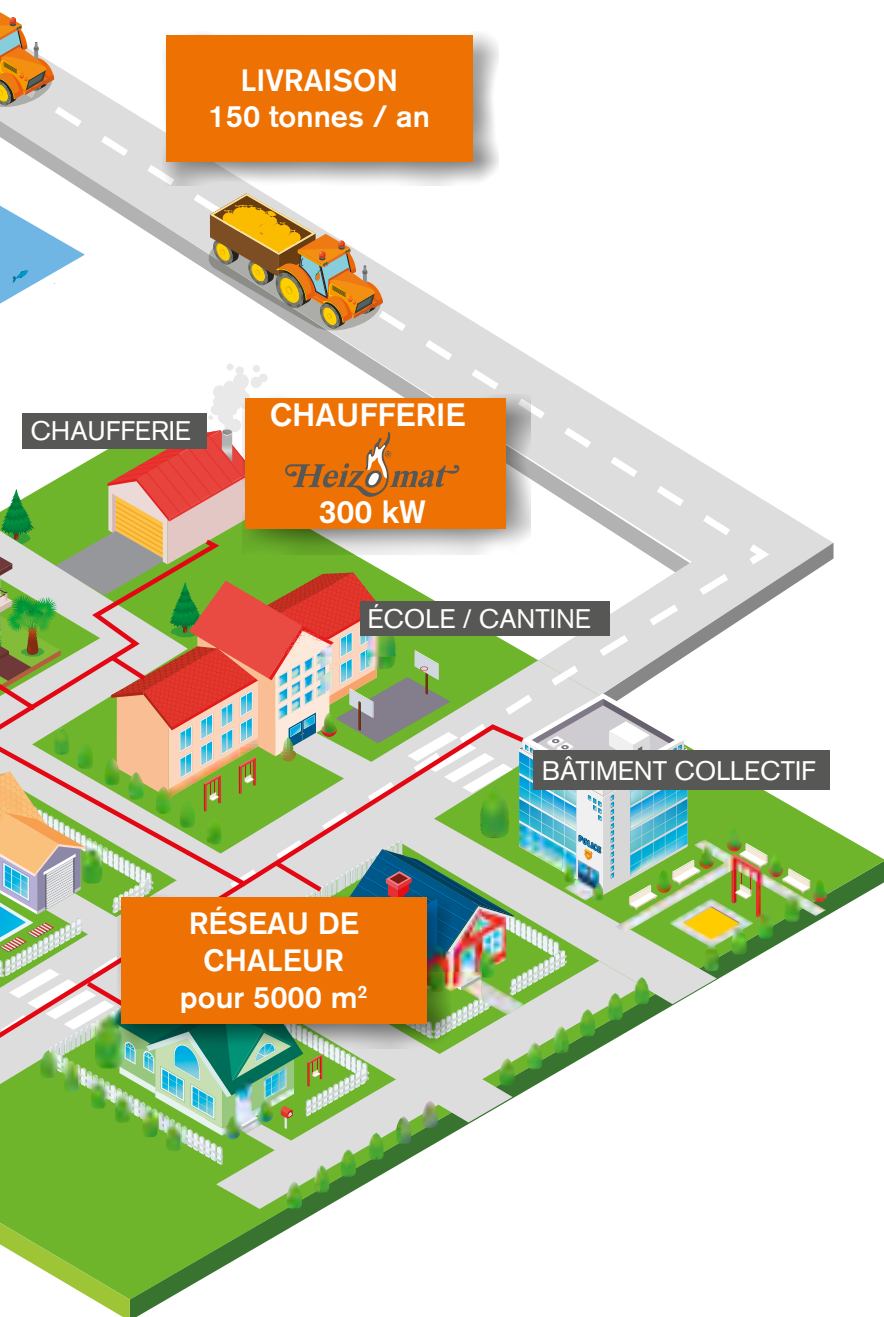 LIVRAISON
150 tonnes / an
CHAUFFERIE
CHAUFFERIE
Heizomat®
300 kW
ÉCOLE / CANTINE
BÂTIMENT COLLECTIF
POLICE
RÉSEAU DE
CHALEUR
pour 5000 m²